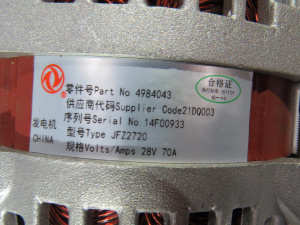 零件号Part No 4984043
合格证
供应商代码Supplier Code21DQ003
序列号Serial No 14F00933
发电机
型号Type JFZ2720
CHINA
规格Volts/Amps 28V 70A